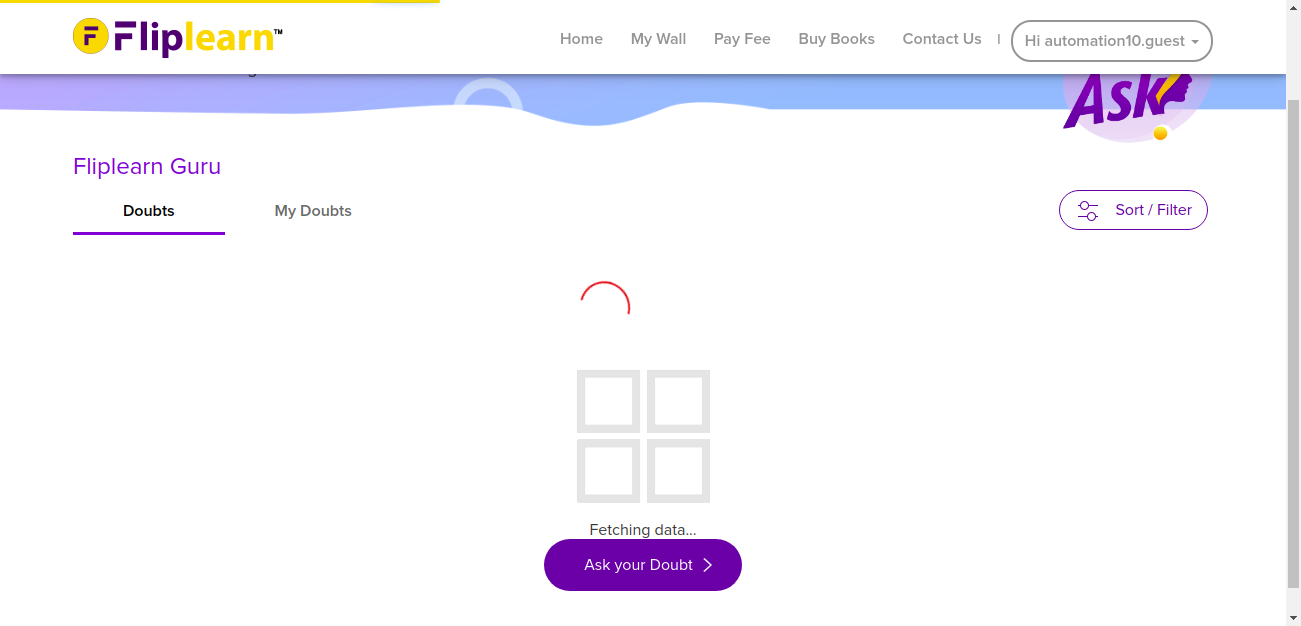 F Fliplearn™
Home My Wall Pay Fee Buy Books Contact Us | Hi automation10.guest
Ask
Fliplearn Guru
Doubts My Doubts Sort / Filter
Fetching data...
Ask your Doubt